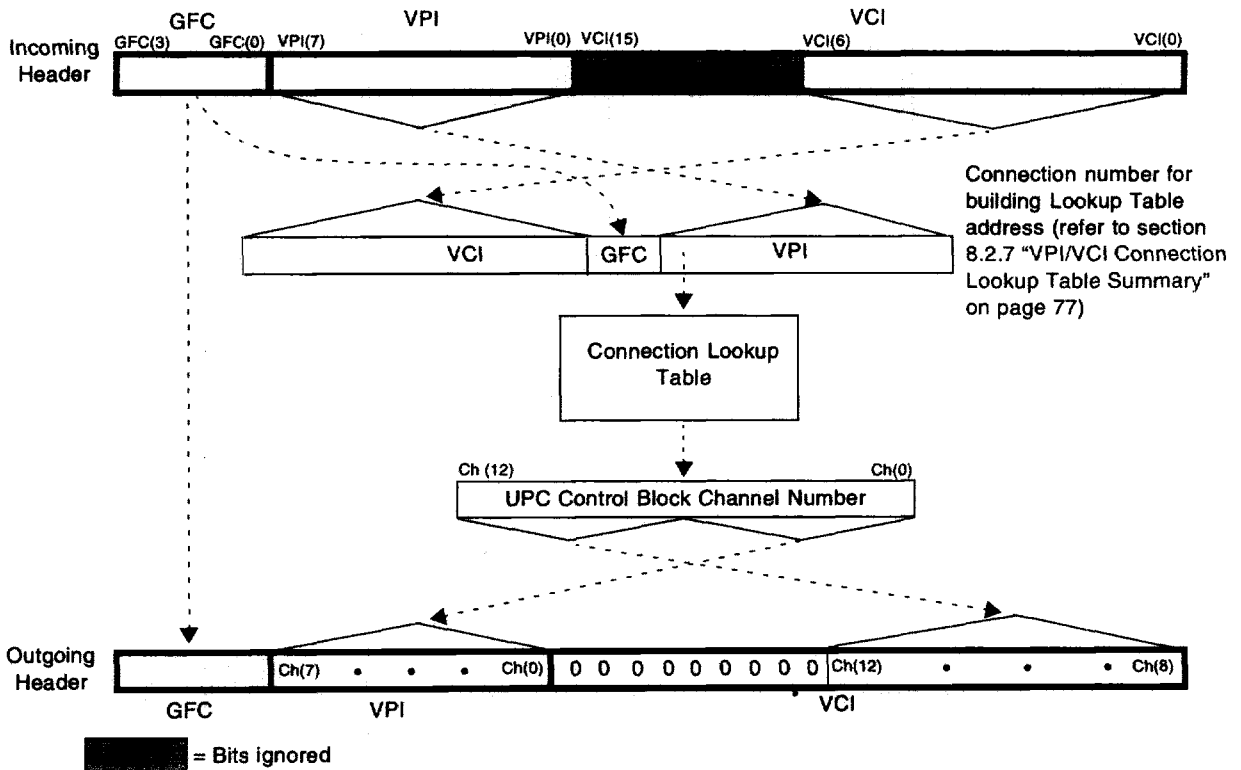 GFC VPI VCI
GFC(3) GFC(0) VPI(7) VPI(0) VCI(15) VCI(6) VCI(0)
Incoming
Header
Connection number for
building Lookup Table
address (refer to section
8.2.7 "VPI/VCI Connection
Lookup Table Summary"
on page 77)
VCI GFC VPI
Connection Lookup
Table
Ch (12) Ch(0)
UPC Control Block Channel Number
Outgoing
Header
Ch(7) • • • Ch(0) 0 0 0 0 0 0 0 0 0 Ch(12) • • • Ch(8)
GFC VPI VCI
= Bits ignored